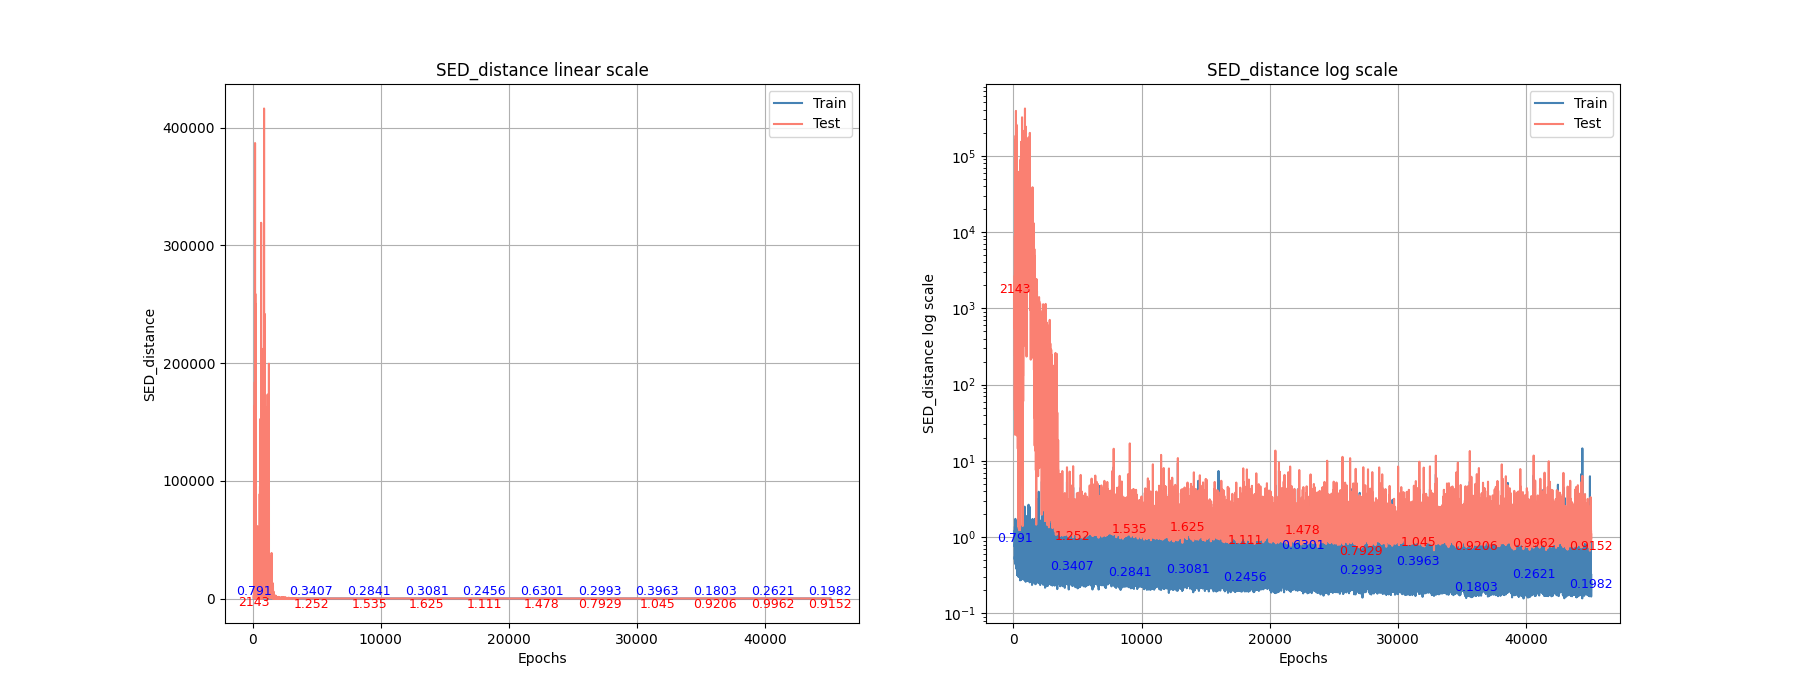 SED_distance linear scale
400000
300000
200000
100000
0
SED_distance
Train
Test
0.791 0.3407 0.2841 0.3081 0.2456 0.6301 0.2993 0.3963 0.1803 0.2621 0.1982
2143 1.252 1.535 1.625 1.111 1.478 0.7929 1.045 0.9206 0.9962 0.9152
0 10000 20000 30000 40000
Epochs
SED_distance log scale
10^5
10^4
10^3
10^2
10^1
10^0
10^-1
SED_distance log scale
Train
Test
2143 1.252 1.535 1.625 1.111 1.478 0.7929 1.045 0.9206 0.9962 0.9152
0.791 0.3407 0.2841 0.3081 0.2456 0.6301 0.2993 0.3963 0.1803 0.2621 0.1982
0 10000 20000 30000 40000
Epochs